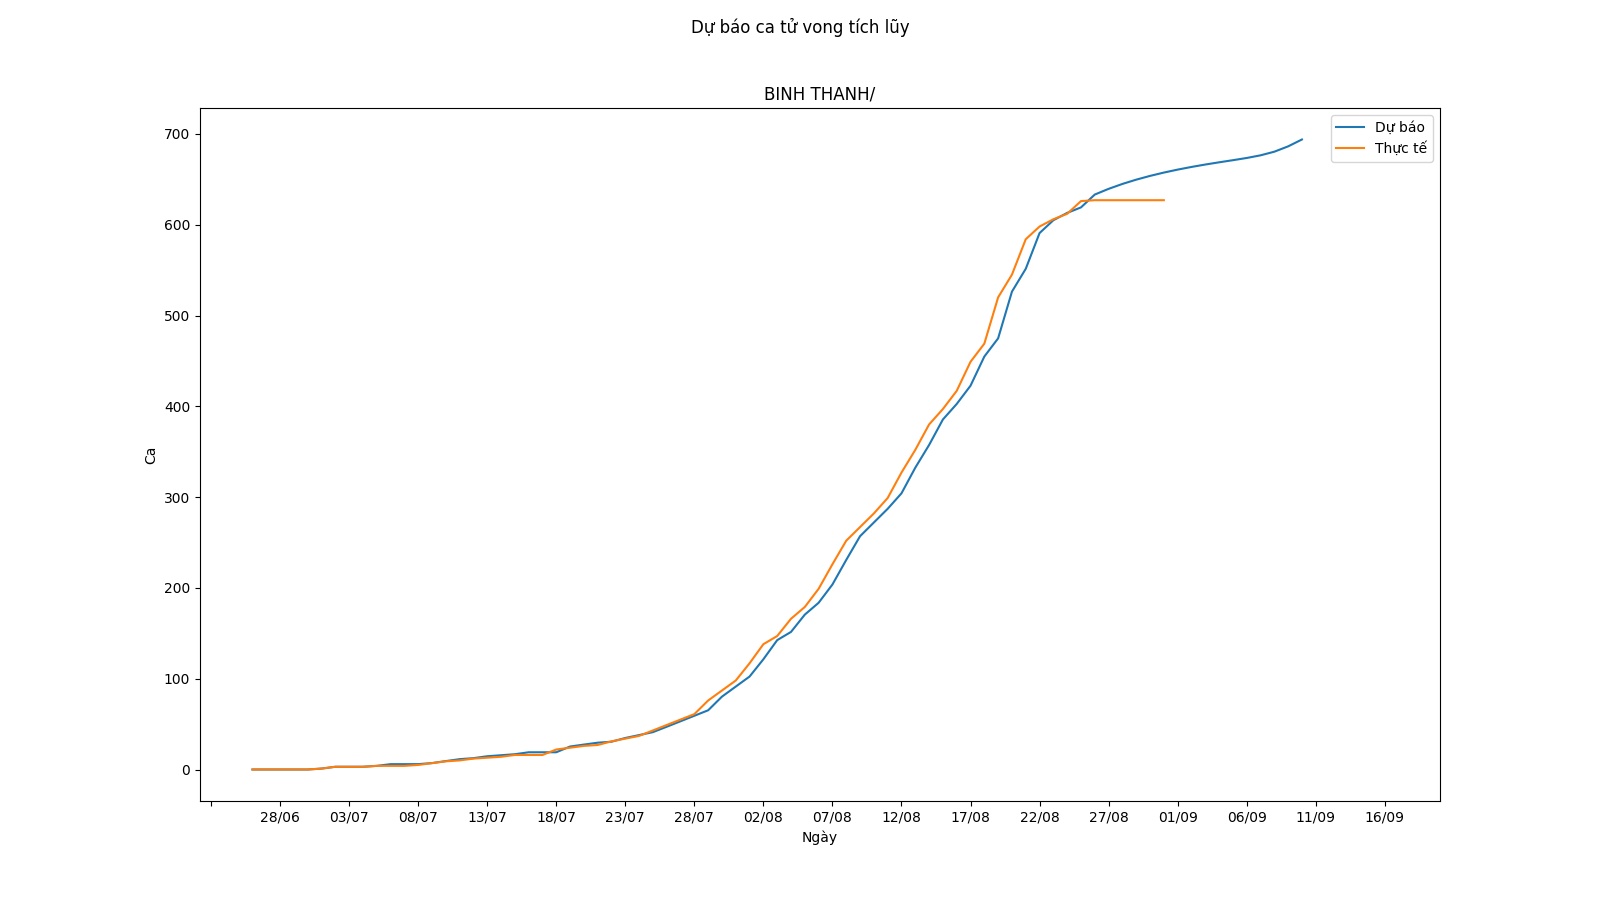 Dự báo ca tử vong tích lũy
BINH THANH/
Dự báo
Thực tế
700
600
500
400
300
200
100
0
Ca
28/06 03/07 08/07 13/07 18/07 23/07 28/07 02/08 07/08 12/08 17/08 22/08 27/08 01/09 06/09 11/09 16/09
Ngày